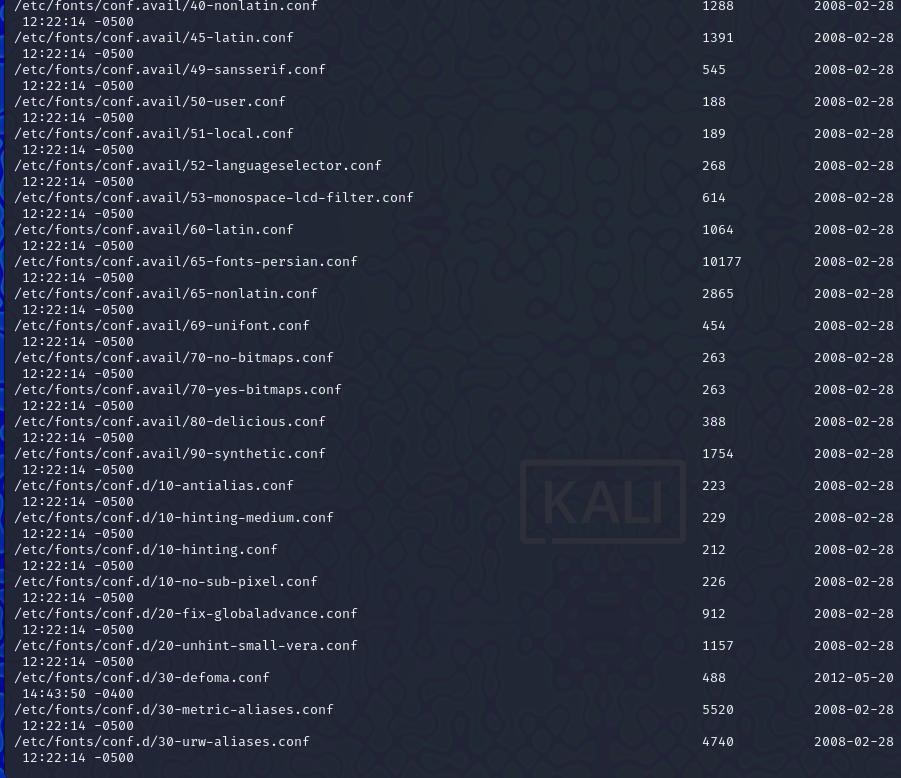 /etc/fonts/conf.avail/40-nonlatin.conf 1288 2008-02-28
12:22:14 -0500
/etc/fonts/conf.avail/45-latin.conf 1391 2008-02-28
12:22:14 -0500
/etc/fonts/conf.avail/49-sansserif.conf 545 2008-02-28
12:22:14 -0500
/etc/fonts/conf.avail/50-user.conf 188 2008-02-28
12:22:14 -0500
/etc/fonts/conf.avail/51-local.conf 189 2008-02-28
12:22:14 -0500
/etc/fonts/conf.avail/52-languageselector.conf 268 2008-02-28
12:22:14 -0500
/etc/fonts/conf.avail/53-monospace-lcd-filter.conf 614 2008-02-28
12:22:14 -0500
/etc/fonts/conf.avail/60-latin.conf 1064 2008-02-28
12:22:14 -0500
/etc/fonts/conf.avail/65-fonts-persian.conf 10177 2008-02-28
12:22:14 -0500
/etc/fonts/conf.avail/65-nonlatin.conf 2865 2008-02-28
12:22:14 -0500
/etc/fonts/conf.avail/69-unifont.conf 454 2008-02-28
12:22:14 -0500
/etc/fonts/conf.avail/70-no-bitmaps.conf 263 2008-02-28
12:22:14 -0500
/etc/fonts/conf.avail/70-yes-bitmaps.conf 263 2008-02-28
12:22:14 -0500
/etc/fonts/conf.avail/80-delicious.conf 388 2008-02-28
12:22:14 -0500
/etc/fonts/conf.avail/90-synthetic.conf 1754 2008-02-28
12:22:14 -0500
/etc/fonts/conf.d/10-antialias.conf 223 2008-02-28
12:22:14 -0500
KALI
/etc/fonts/conf.d/10-hinting-medium.conf 229 2008-02-28
12:22:14 -0500
/etc/fonts/conf.d/10-hinting.conf 212 2008-02-28
12:22:14 -0500
/etc/fonts/conf.d/10-no-sub-pixel.conf 226 2008-02-28
12:22:14 -0500
/etc/fonts/conf.d/20-fix-globaladvance.conf 912 2008-02-28
12:22:14 -0500
/etc/fonts/conf.d/20-unhint-small-vera.conf 1157 2008-02-28
12:22:14 -0500
/etc/fonts/conf.d/30-defoma.conf 488 2012-05-20
14:43:50 -0400
/etc/fonts/conf.d/30-metric-aliases.conf 5520 2008-02-28
12:22:14 -0500
/etc/fonts/conf.d/30-urw-aliases.conf 4740 2008-02-28
12:22:14 -0500